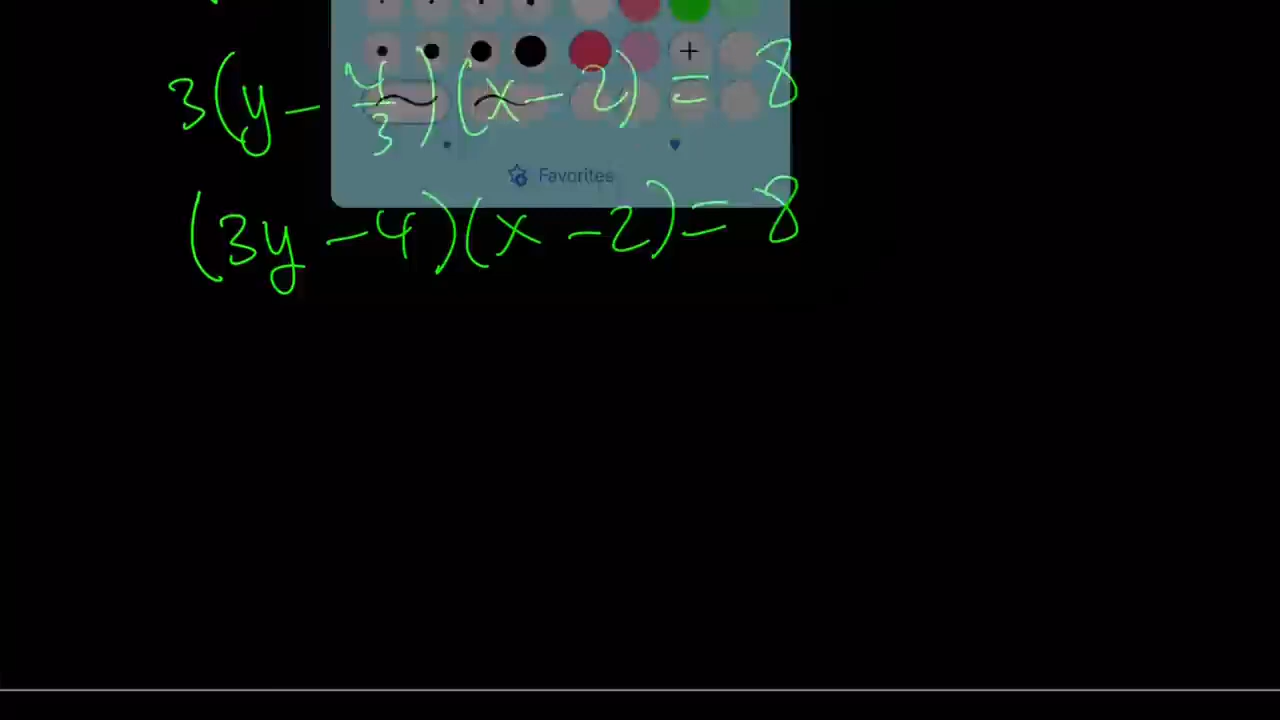 3(y - 4/3)(x - 2) = 8
Favorites
(3y - 4)(x - 2) = 8